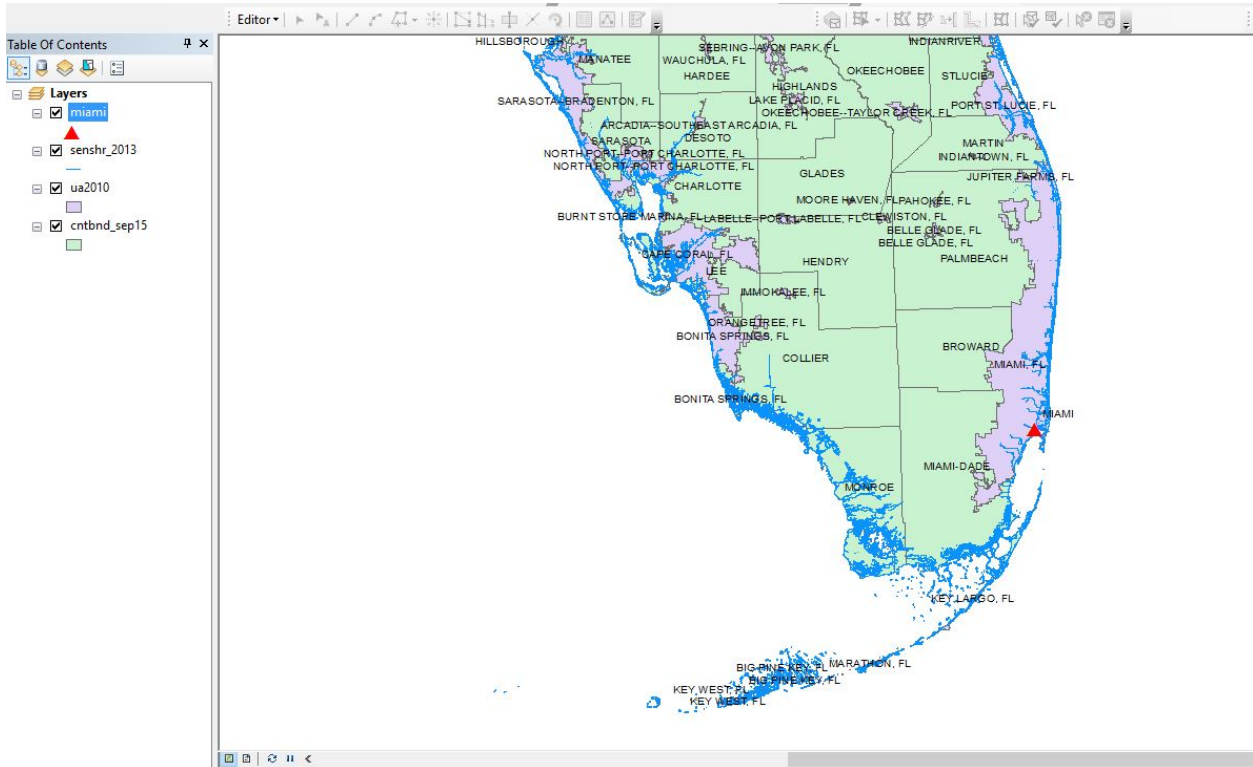 Editor
Table Of Contents
Layers
miami
senshr_2013
ua2010
cntbnd_sep15
HILLSBOROUGH
MANATEE
SEBRING--AVON PARK, FL
WAUCHULA, FL
HARDEE
INDIANRIVER
OKEECHOBEE
STLUCIE
HIGHLANDS
SARASOTA--BRADENTON, FL
LAKE PLACID, FL
PORT ST. LUCIE, FL
OKEECHOBEE--TAYLOR CREEK, FL
ARCADIA--SOUTHEAST ARCADIA, FL
SARASOTA
DESOTO
MARTIN
NORTH PORT--PORT CHARLOTTE, FL
INDIANTOWN, FL
NORTH PORT--PORT CHARLOTTE, FL
GLADES
JUPITER FARMS, FL
CHARLOTTE
MOORE HAVEN, FL
PAHOKEE, FL
BURNT STORE MARINA, FL
LABELLE--PORT LABELLE, FL
CLEWISTON, FL
BELLE GLADE, FL
BELLE GLADE, FL
CAPE CORAL, FL
LEE
HENDRY
PALMBEACH
IMMOKALEE, FL
ORANGETREE, FL
BONITA SPRINGS, FL
COLLIER
BROWARD
MIAMI, FL
BONITA SPRINGS, FL
MIAMI
MIAMI-DADE
MONROE
KEY LARGO, FL
BIG PINE KEY, FL
MARATHON, FL
BIG PINE KEY, FL
KEY WEST, FL
KEY WEST, FL